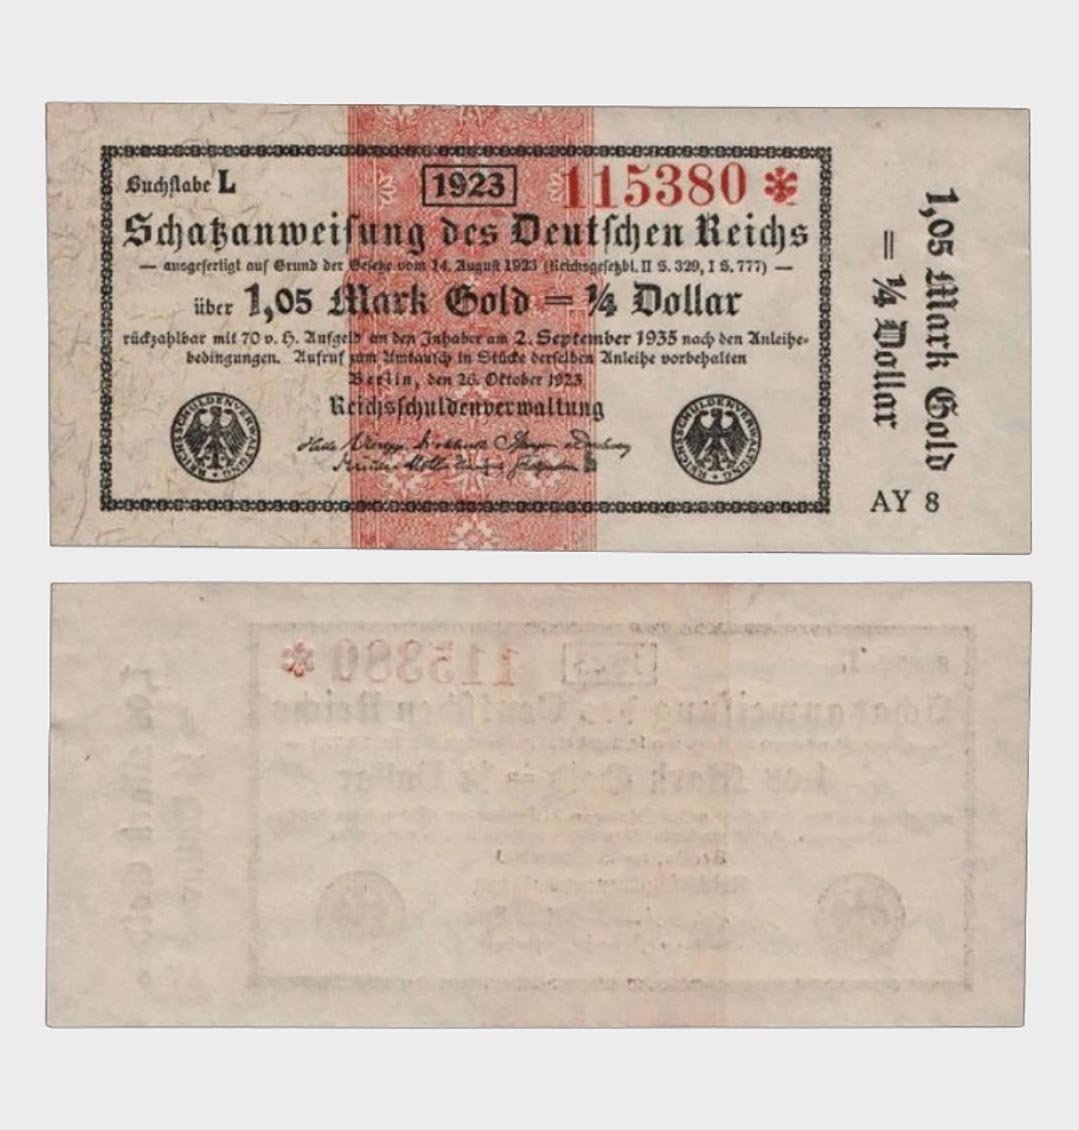 Buchstabe L
1923
115380 *
Schatzanweisung des Deutschen Reichs
— ausgefertigt auf Grund der Gesetze vom 14. August 1923 (Reichsgesetzbl. II S. 329, I S. 777) —
über 1,05 Mark Gold = ¼ Dollar
rückzahlbar mit 70 v. H. Aufgeld an den Inhaber am 2. September 1935 nach den Anleihe-
bedingungen. Aufruf zum Umtausch in Stücke derselben Anleihe vorbehalten
Berlin, den 26. Oktober 1923
Reichsschuldenverwaltung
REICHSSCHULDENVERWALTUNG
REICHSSCHULDENVERWALTUNG
1,05 Mark Gold
= ¼ Dollar
AY 8